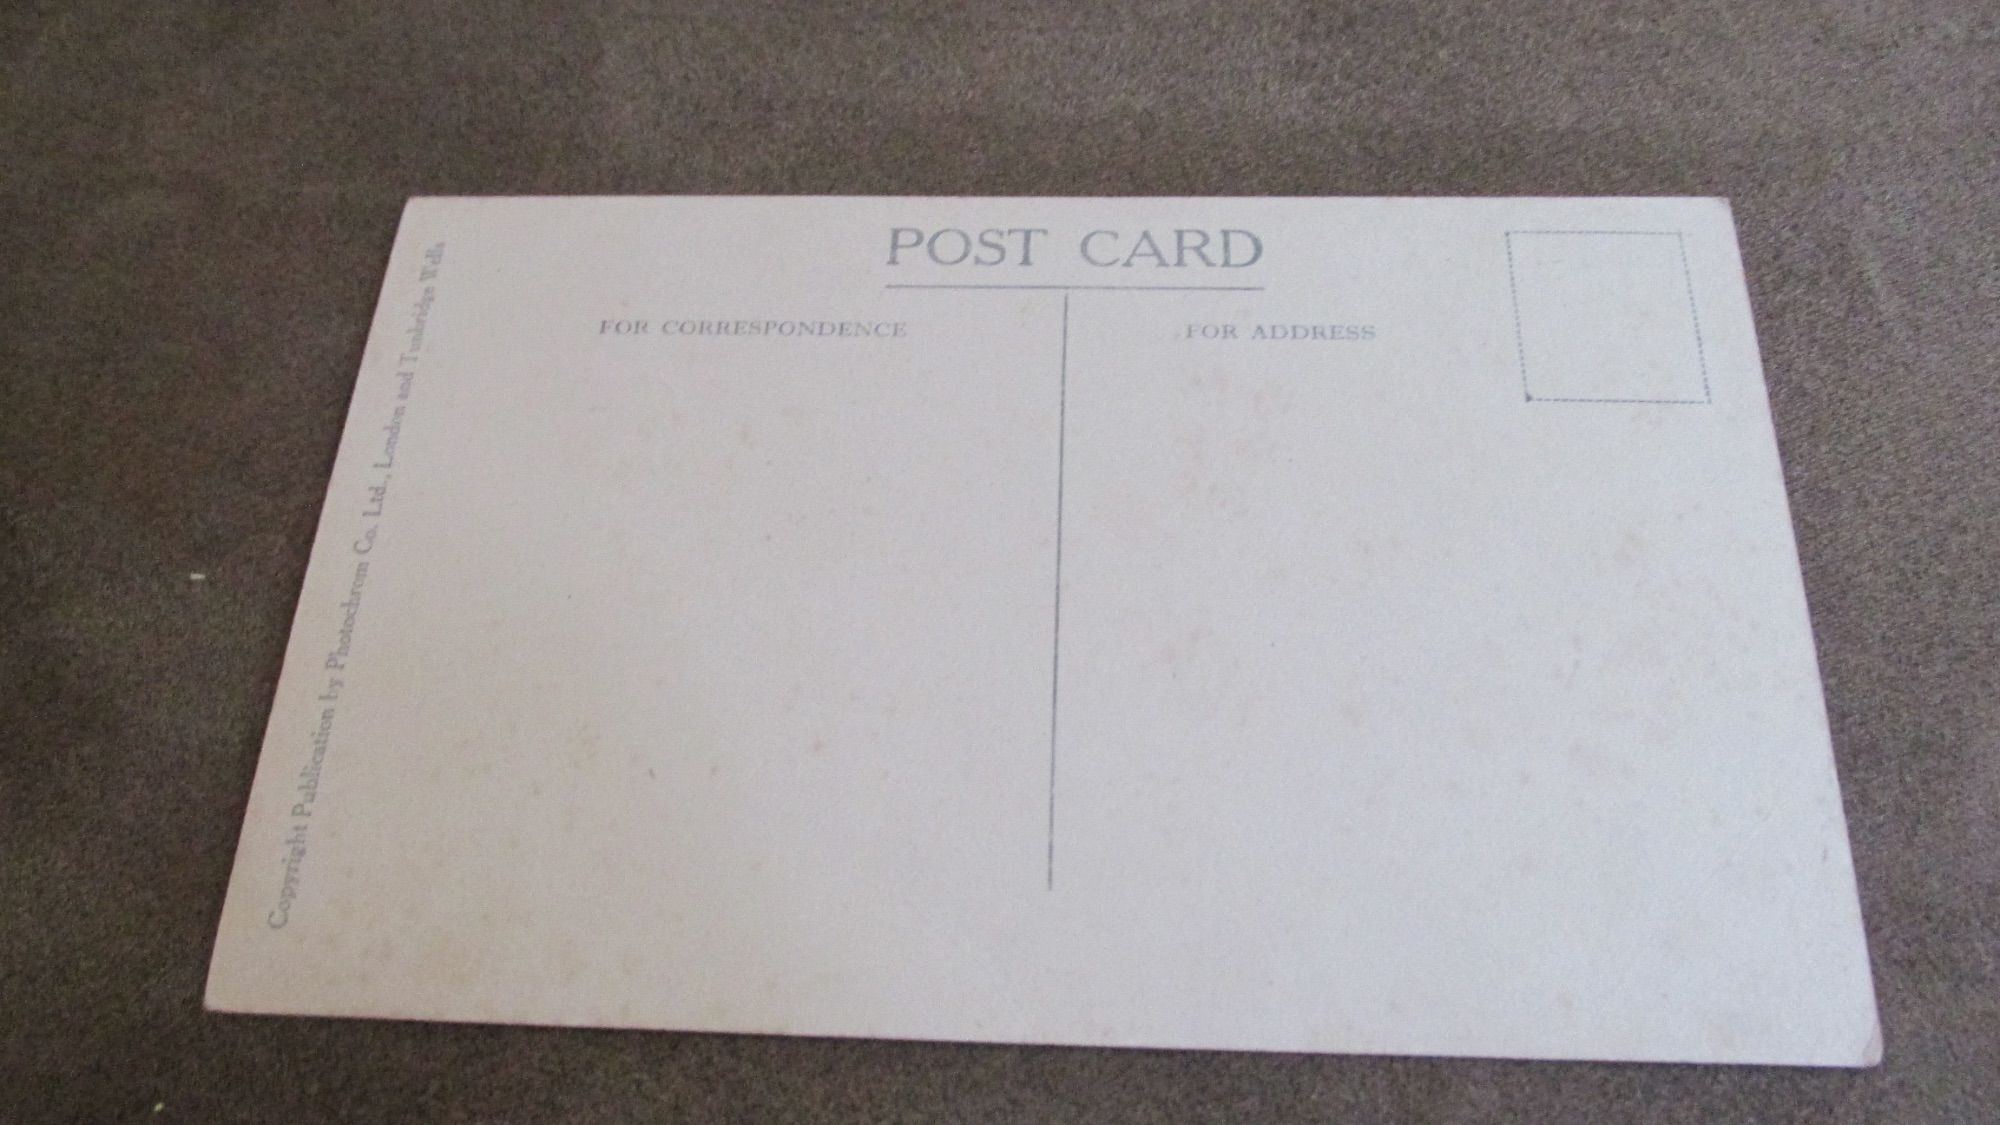 POST CARD
FOR CORRESPONDENCE
FOR ADDRESS
Copyright Publication by Photochrom Co. Ltd., London and Tunbridge Wells